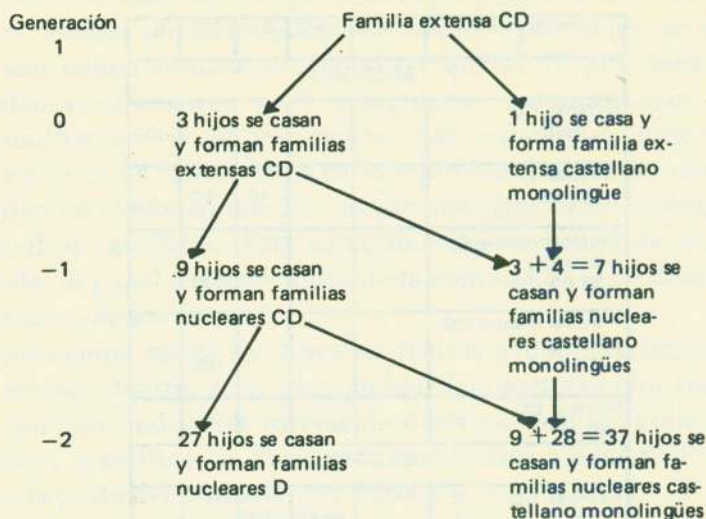 Generación
1
Familia extensa CD
0
3 hijos se casan
y forman familias
extensas CD
1 hijo se casa y
forma familia ex-
tensa castellano
monolingüe
−1
9 hijos se casan
y forman familias
nucleares CD
3 + 4 = 7 hijos se
casan y forman
familias nuclea-
res castellano
monolingües
−2
27 hijos se casan
y forman familias
nucleares D
9 + 28 = 37 hijos se
casan y forman fa-
milias nucleares cas-
tellano monolingües